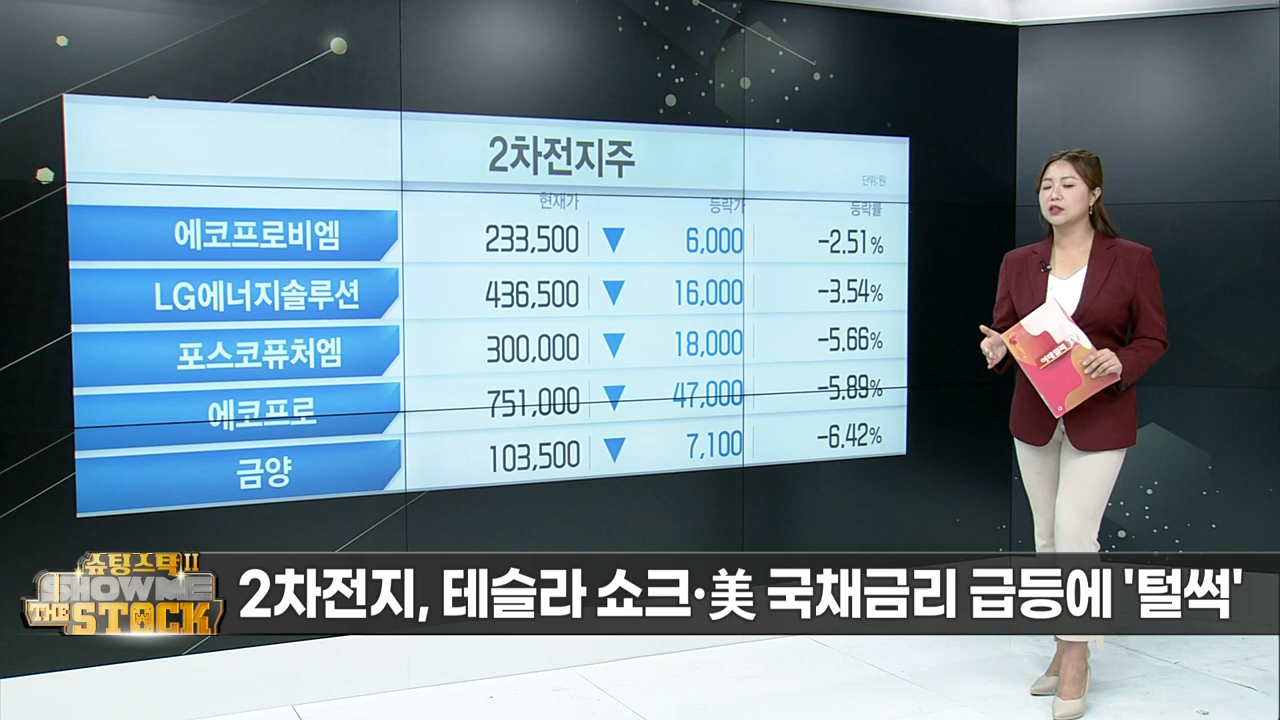 2차전지주
단위:원
현재가 등락가 등락률
에코프로비엠 233,500 ▼ 6,000 -2.51%
LG에너지솔루션 436,500 ▼ 16,000 -3.54%
포스코퓨처엠 300,000 ▼ 18,000 -5.66%
에코프로 751,000 ▼ 47,000 -5.89%
금양 103,500 ▼ 7,100 -6.42%
슈팅스탁II
SHOW ME
THE STOCK
2차전지, 테슬라 쇼크·美 국채금리 급등에 '털썩'